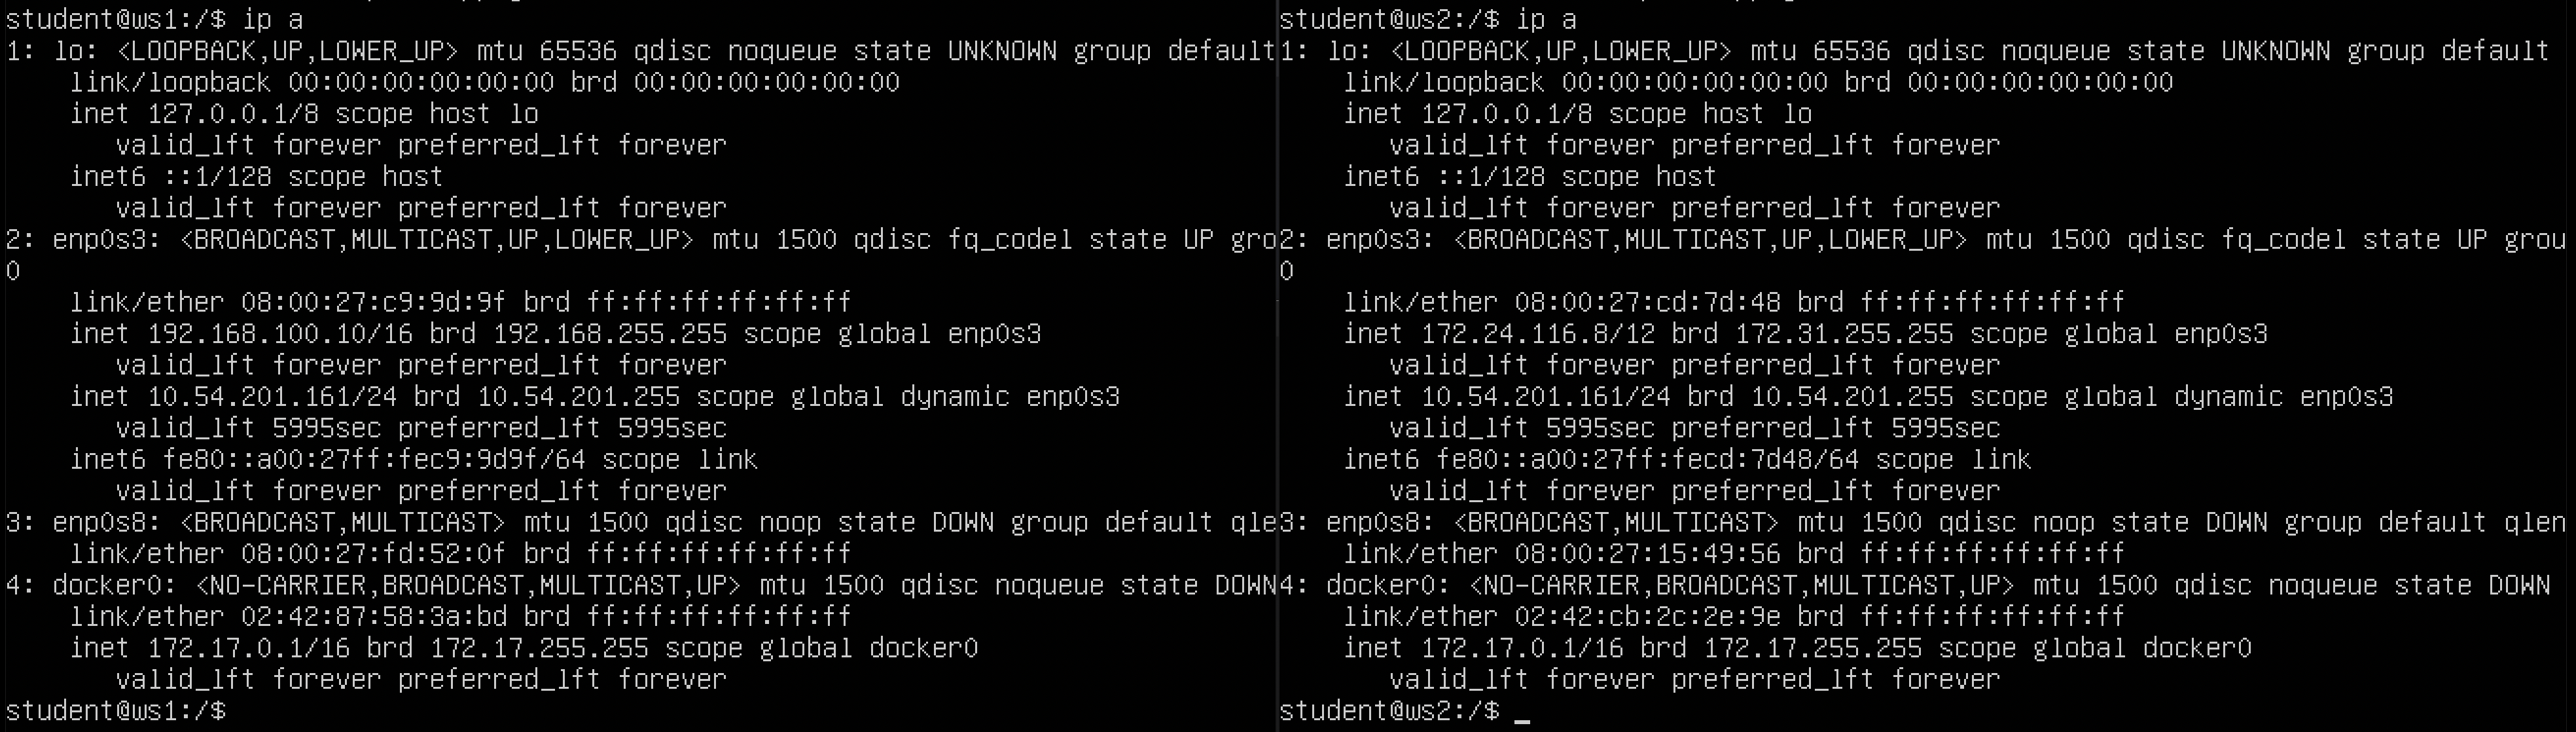 student@ws1:/$ ip a
1: lo: <LOOPBACK,UP,LOWER_UP> mtu 65536 qdisc noqueue state UNKNOWN group default
link/loopback 00:00:00:00:00:00 brd 00:00:00:00:00:00
inet 127.0.0.1/8 scope host lo
valid_lft forever preferred_lft forever
inet6 ::1/128 scope host
valid_lft forever preferred_lft forever
2: enp0s3: <BROADCAST,MULTICAST,UP,LOWER_UP> mtu 1500 qdisc fq_codel state UP gro
0
link/ether 08:00:27:c9:9d:9f brd ff:ff:ff:ff:ff:ff
inet 192.168.100.10/16 brd 192.168.255.255 scope global enp0s3
valid_lft forever preferred_lft forever
inet 10.54.201.161/24 brd 10.54.201.255 scope global dynamic enp0s3
valid_lft 5995sec preferred_lft 5995sec
inet6 fe80::a00:27ff:fec9:9d9f/64 scope link
valid_lft forever preferred_lft forever
3: enp0s8: <BROADCAST,MULTICAST> mtu 1500 qdisc noop state DOWN group default qle
link/ether 08:00:27:fd:52:0f brd ff:ff:ff:ff:ff:ff
4: docker0: <NO-CARRIER,BROADCAST,MULTICAST,UP> mtu 1500 qdisc noqueue state DOWN
link/ether 02:42:87:58:3a:bd brd ff:ff:ff:ff:ff:ff
inet 172.17.0.1/16 brd 172.17.255.255 scope global docker0
valid_lft forever preferred_lft forever
student@ws1:/$
student@ws2:/$ ip a
1: lo: <LOOPBACK,UP,LOWER_UP> mtu 65536 qdisc noqueue state UNKNOWN group default
link/loopback 00:00:00:00:00:00 brd 00:00:00:00:00:00
inet 127.0.0.1/8 scope host lo
valid_lft forever preferred_lft forever
inet6 ::1/128 scope host
valid_lft forever preferred_lft forever
2: enp0s3: <BROADCAST,MULTICAST,UP,LOWER_UP> mtu 1500 qdisc fq_codel state UP grou
0
link/ether 08:00:27:cd:7d:48 brd ff:ff:ff:ff:ff:ff
inet 172.24.116.8/12 brd 172.31.255.255 scope global enp0s3
valid_lft forever preferred_lft forever
inet 10.54.201.161/24 brd 10.54.201.255 scope global dynamic enp0s3
valid_lft 5995sec preferred_lft 5995sec
inet6 fe80::a00:27ff:fecd:7d48/64 scope link
valid_lft forever preferred_lft forever
3: enp0s8: <BROADCAST,MULTICAST> mtu 1500 qdisc noop state DOWN group default qlen
link/ether 08:00:27:15:49:56 brd ff:ff:ff:ff:ff:ff
4: docker0: <NO-CARRIER,BROADCAST,MULTICAST,UP> mtu 1500 qdisc noqueue state DOWN
link/ether 02:42:cb:2c:2e:9e brd ff:ff:ff:ff:ff:ff
inet 172.17.0.1/16 brd 172.17.255.255 scope global docker0
valid_lft forever preferred_lft forever
student@ws2:/$ _